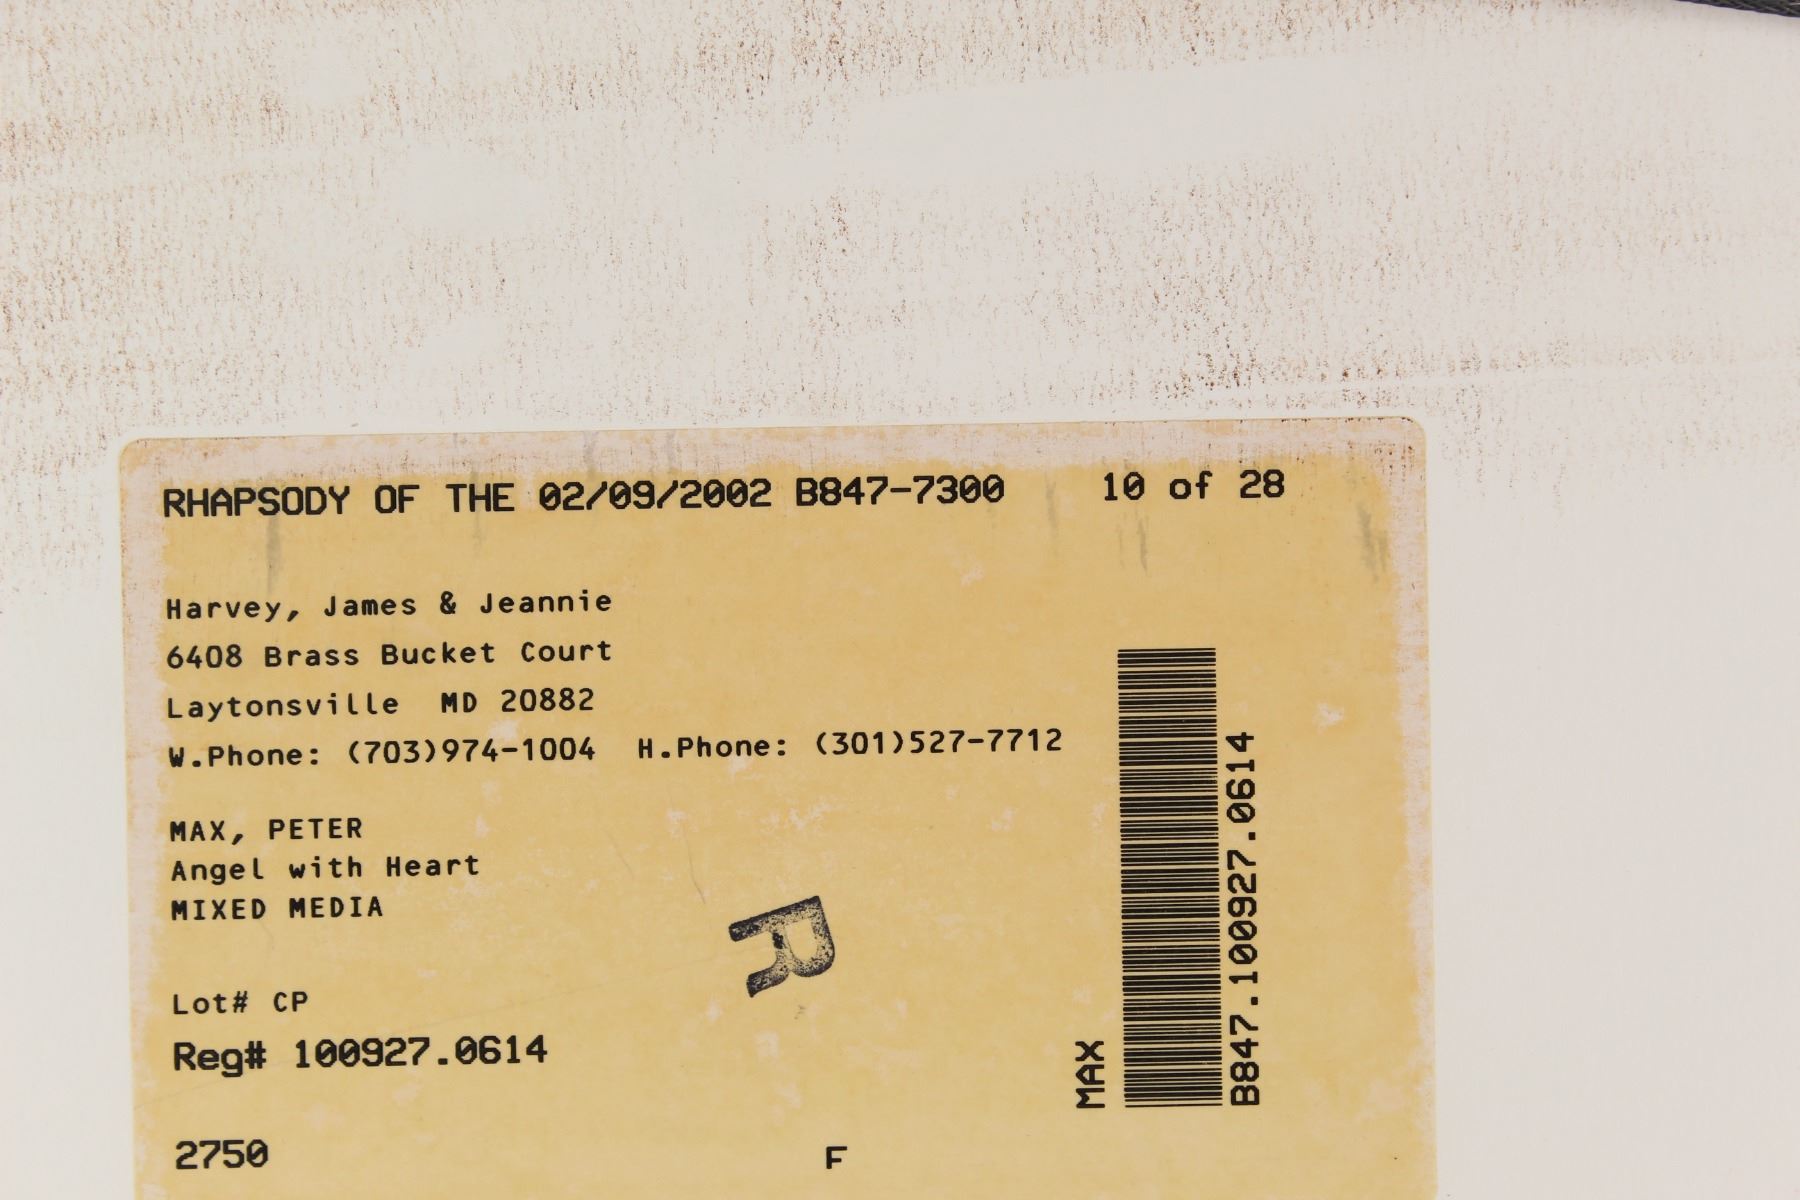 RHAPSODY OF THE 02/09/2002 B847-7300 10 of 28
Harvey, James & Jeannie
6408 Brass Bucket Court
Laytonsville MD 20882
W.Phone: (703)974-1004 H.Phone: (301)527-7712
MAX, PETER
Angel with Heart
MIXED MEDIA
R
Lot# CP
Reg# 100927.0614
2750 F
MAX
B847.100927.0614